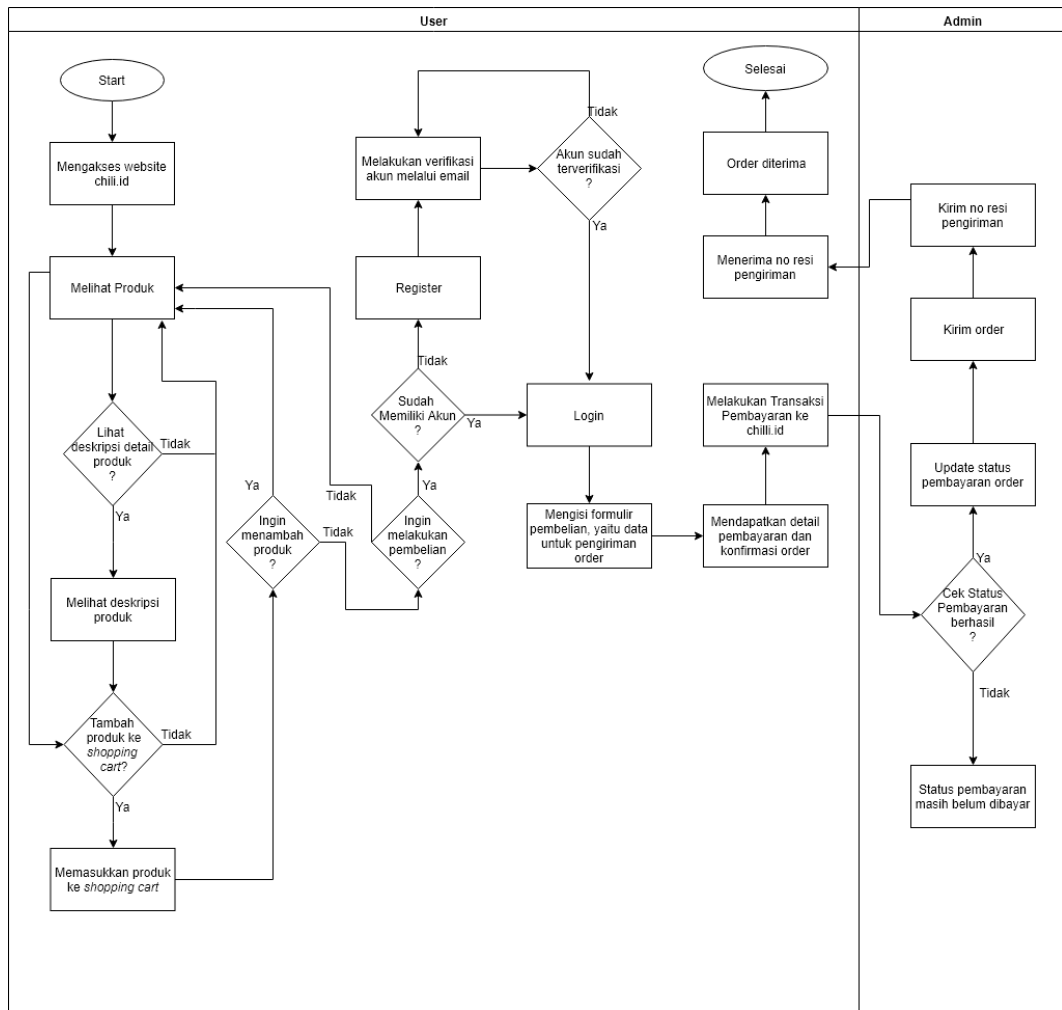 User
Admin
Start
Mengakses website
chili.id
Melihat Produk
Lihat
deskripsi detail
produk
?
Tidak
Ya
Melihat deskripsi
produk
Tambah
produk ke
shopping
cart?
Tidak
Ya
Memasukkan produk
ke shopping cart
Ingin
menambah
produk
?
Ya
Tidak
Ingin
melakukan
pembelian
?
Tidak
Ya
Sudah
Memiliki Akun
?
Tidak
Ya
Register
Melakukan verifikasi
akun melalui email
Akun sudah
terverifikasi
?
Tidak
Ya
Login
Mengisi formulir
pembelian, yaitu data
untuk pengiriman
order
Mendapatkan detail
pembayaran dan
konfirmasi order
Melakukan Transaksi
Pembayaran ke
chilli.id
Cek Status
Pembayaran
berhasil
?
Ya
Tidak
Status pembayaran
masih belum dibayar
Update status
pembayaran order
Kirim order
Kirim no resi
pengiriman
Menerima no resi
pengiriman
Order diterima
Selesai